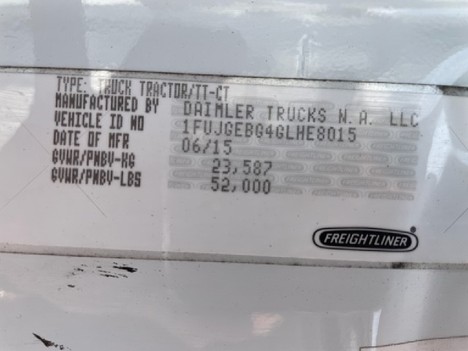 TYPE: TRUCK TRACTOR/TT-CT
MANUFACTURED BY DAIMLER TRUCKS N.A. LLC
VEHICLE ID NO 1FUJGEBG4GLHE8015
DATE OF MFR 06/15
GVWR/PNBV-KG 23,587
GVWR/PNBV-LBS 52,000
FREIGHTLINER